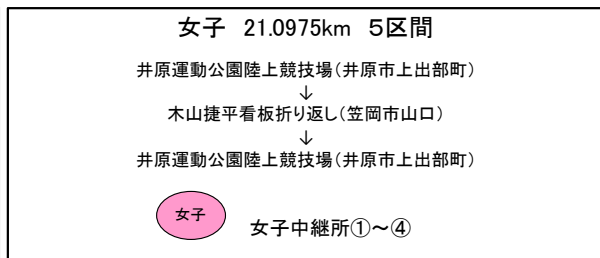 女子 21.0975km 5区間
井原運動公園陸上競技場(井原市上出部町)
↓
木山捷平看板折り返し(笠岡市山口)
↓
井原運動公園陸上競技場(井原市上出部町)
女子
女子中継所①~④